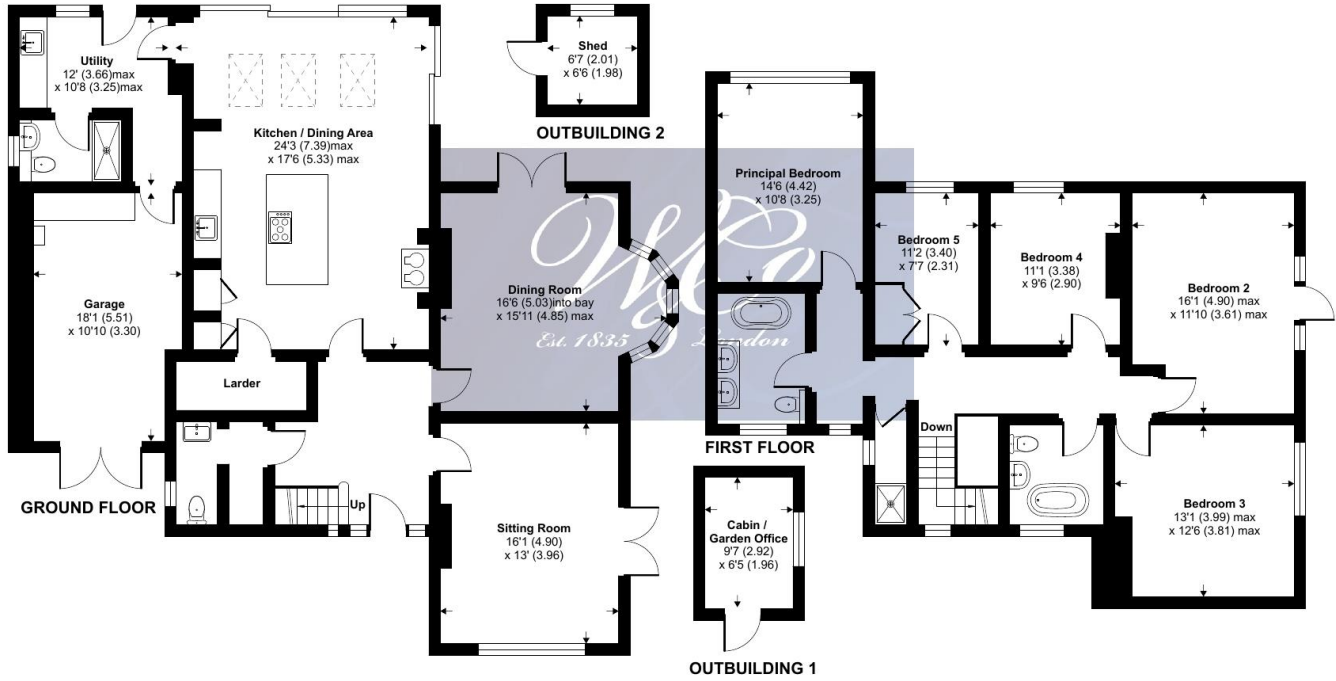 Utility
12' (3.66)max
x 10'8 (3.25)max
Kitchen / Dining Area
24'3 (7.39)max
x 17'6 (5.33) max
Garage
18'1 (5.51)
x 10'10 (3.30)
Larder
GROUND FLOOR
Up
Dining Room
16'6 (5.03)into bay
x 15'11 (4.85) max
Sitting Room
16'1 (4.90)
x 13' (3.96)
Shed
6'7 (2.01)
x 6'6 (1.98)
OUTBUILDING 2
W&Co
Est. 1835 London
Principal Bedroom
14'6 (4.42)
x 10'8 (3.25)
Bedroom 5
11'2 (3.40)
x 7'7 (2.31)
Bedroom 4
11'1 (3.38)
x 9'6 (2.90)
Bedroom 2
16'1 (4.90) max
x 11'10 (3.61) max
Down
FIRST FLOOR
Bedroom 3
13'1 (3.99) max
x 12'6 (3.81) max
Cabin /
Garden Office
9'7 (2.92)
x 6'5 (1.96)
OUTBUILDING 1